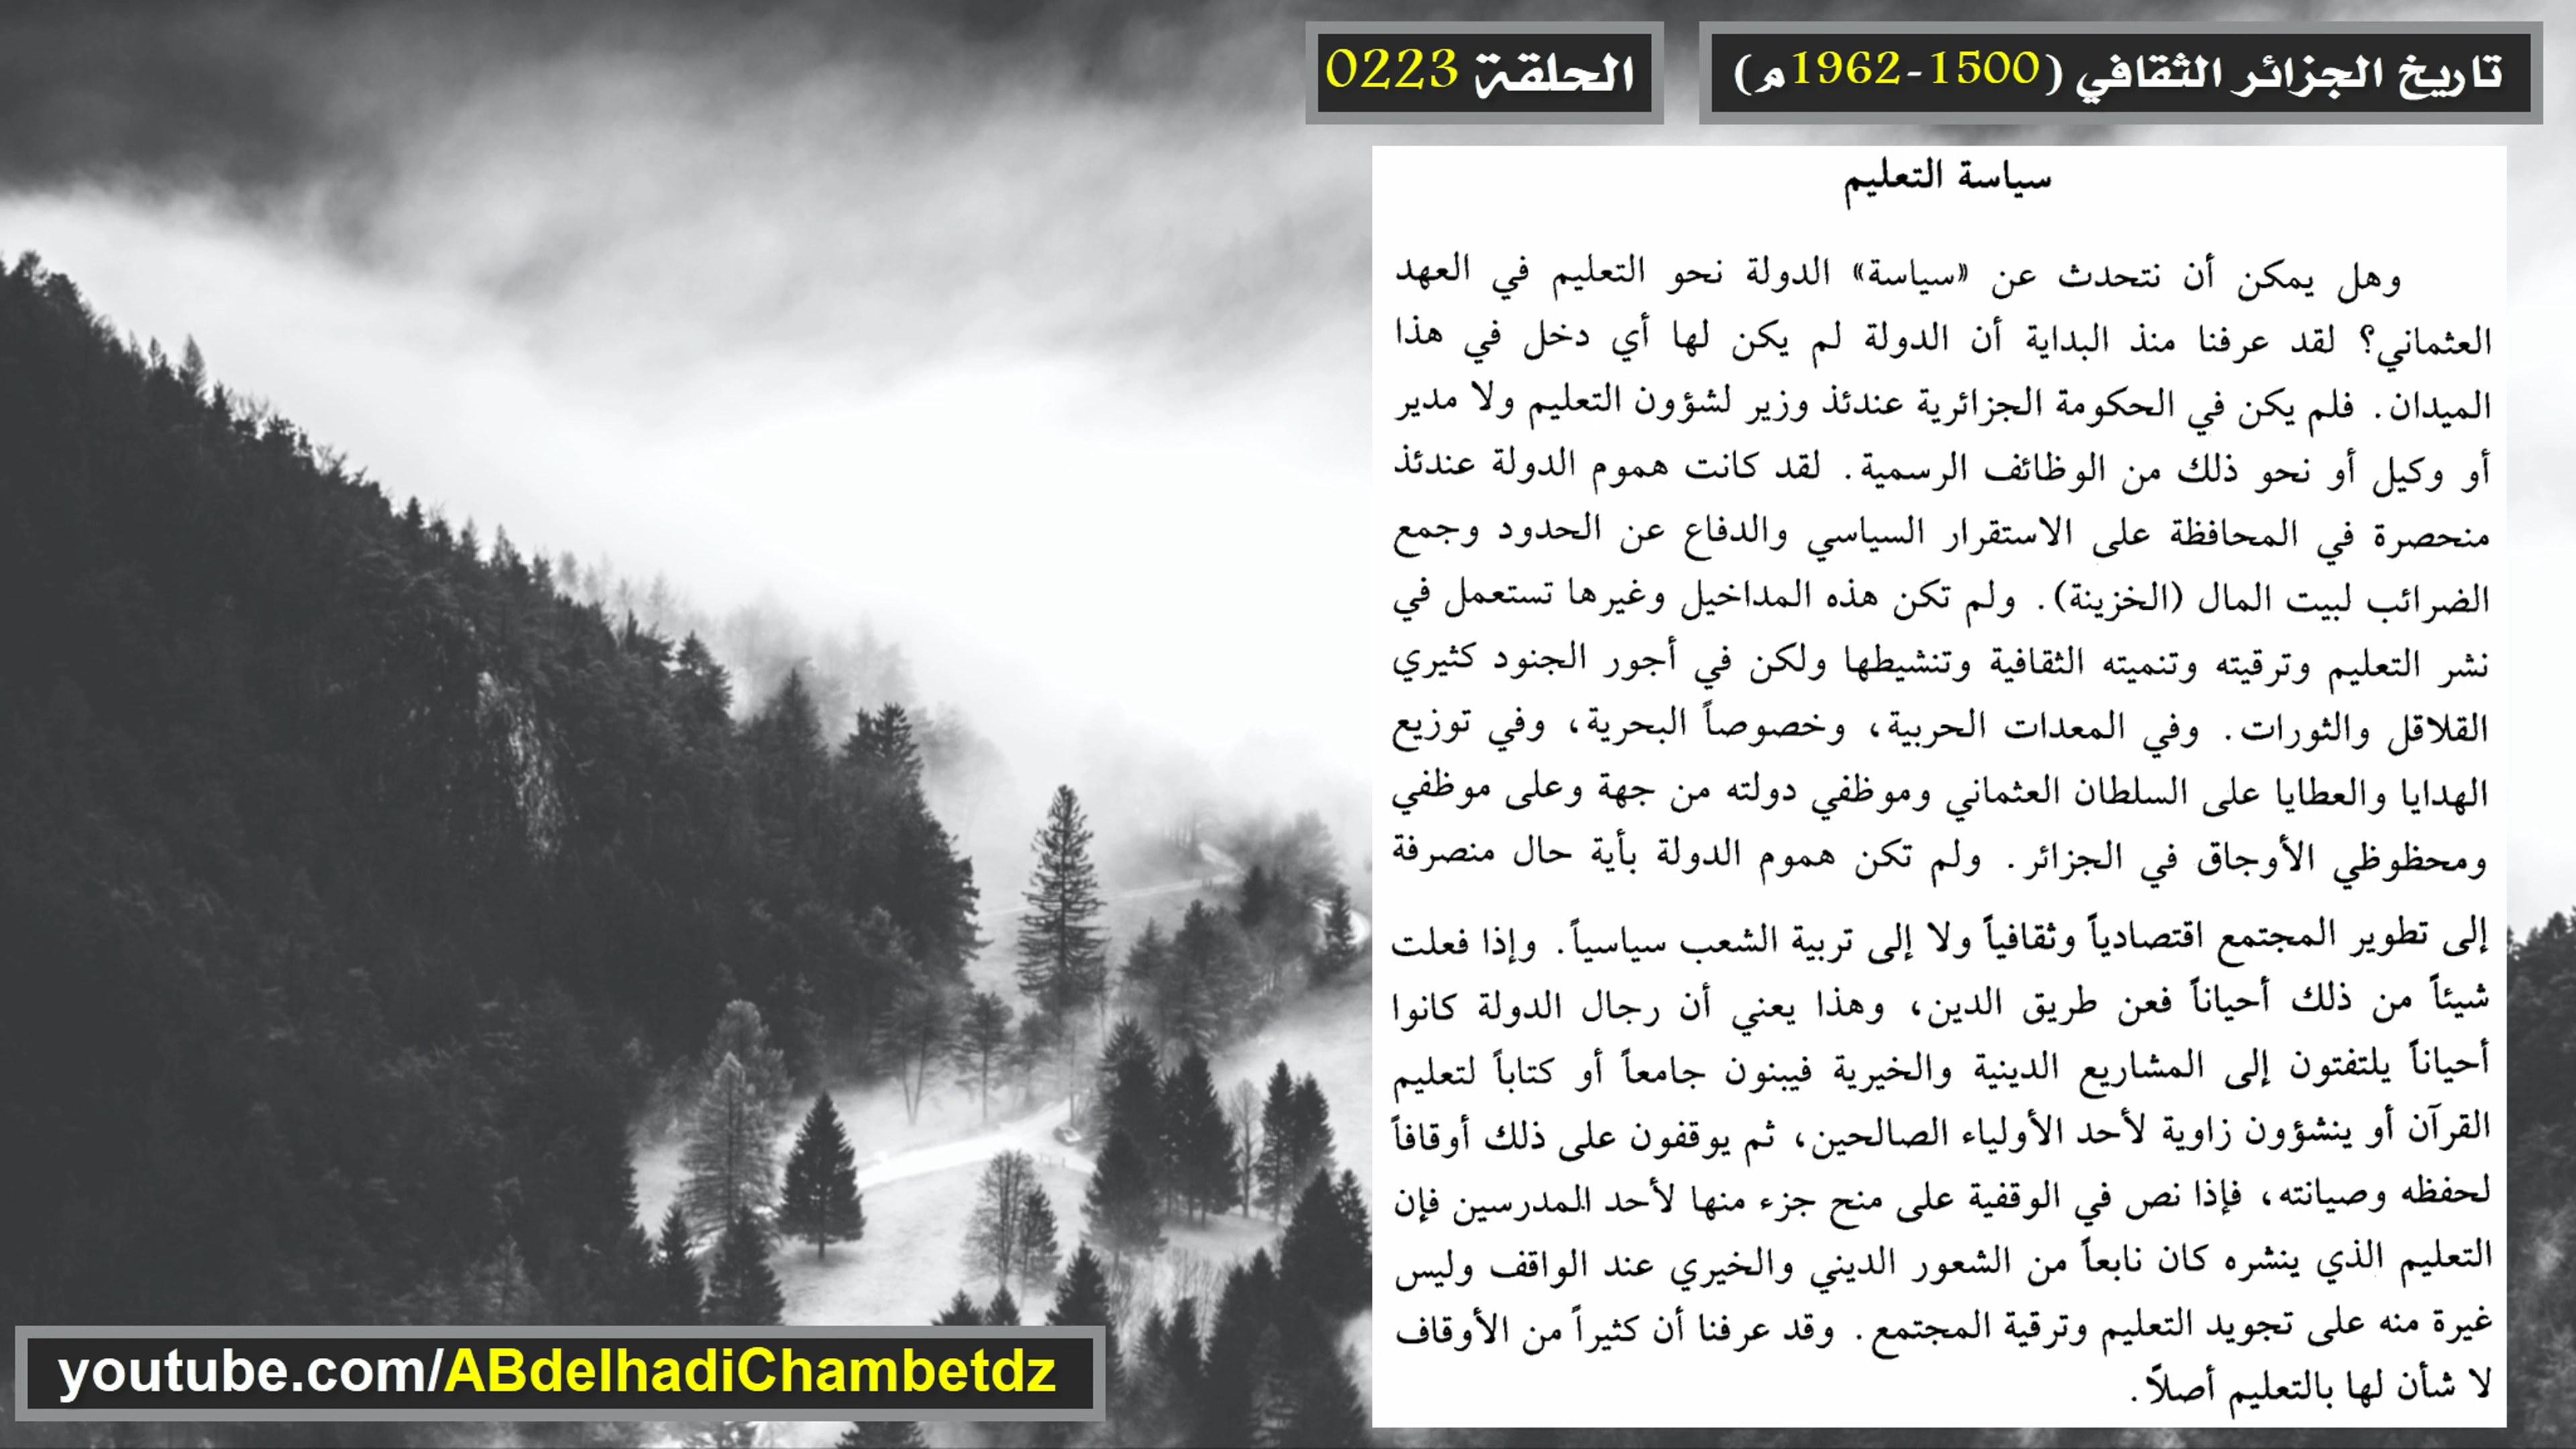 تاريخ الجزائر الثقافي (1500-1962م)
الحلقة 0223
سياسة التعليم
وهل يمكن أن نتحدث عن «سياسة» الدولة نحو التعليم في العهد
العثماني؟ لقد عرفنا منذ البداية أن الدولة لم يكن لها أي دخل في هذا
الميدان. فلم يكن في الحكومة الجزائرية عندئذ وزير لشؤون التعليم ولا مدير
أو وكيل أو نحو ذلك من الوظائف الرسمية. لقد كانت هموم الدولة عندئذ
منحصرة في المحافظة على الاستقرار السياسي والدفاع عن الحدود وجمع
الضرائب لبيت المال (الخزينة). ولم تكن هذه المداخيل وغيرها تستعمل في
نشر التعليم وترقيته وتنميته الثقافية وتنشيطها ولكن في أجور الجنود كثيري
القلاقل والثورات. وفي المعدات الحربية، وخصوصاً البحرية، وفي توزيع
الهدايا والعطايا على السلطان العثماني وموظفي دولته من جهة وعلى موظفي
ومحظوظي الأوجاق في الجزائر. ولم تكن هموم الدولة بأية حال منصرفة
إلى تطوير المجتمع اقتصادياً وثقافياً ولا إلى تربية الشعب سياسياً. وإذا فعلت
شيئاً من ذلك أحياناً فعن طريق الدين، وهذا يعني أن رجال الدولة كانوا
أحياناً يلتفتون إلى المشاريع الدينية والخيرية فيبنون جامعاً أو كتاباً لتعليم
القرآن أو ينشؤون زاوية لأحد الأولياء الصالحين، ثم يوقفون على ذلك أوقافاً
لحفظه وصيانته، فإذا نص في الوقفية على منح جزء منها لأحد المدرسين فإن
التعليم الذي ينشره كان نابعاً من الشعور الديني والخيري عند الواقف وليس
غيرة منه على تجويد التعليم وترقية المجتمع. وقد عرفنا أن كثيراً من الأوقاف
لا شأن لها بالتعليم أصلاً.
youtube.com/ABdelhadiChambetdz